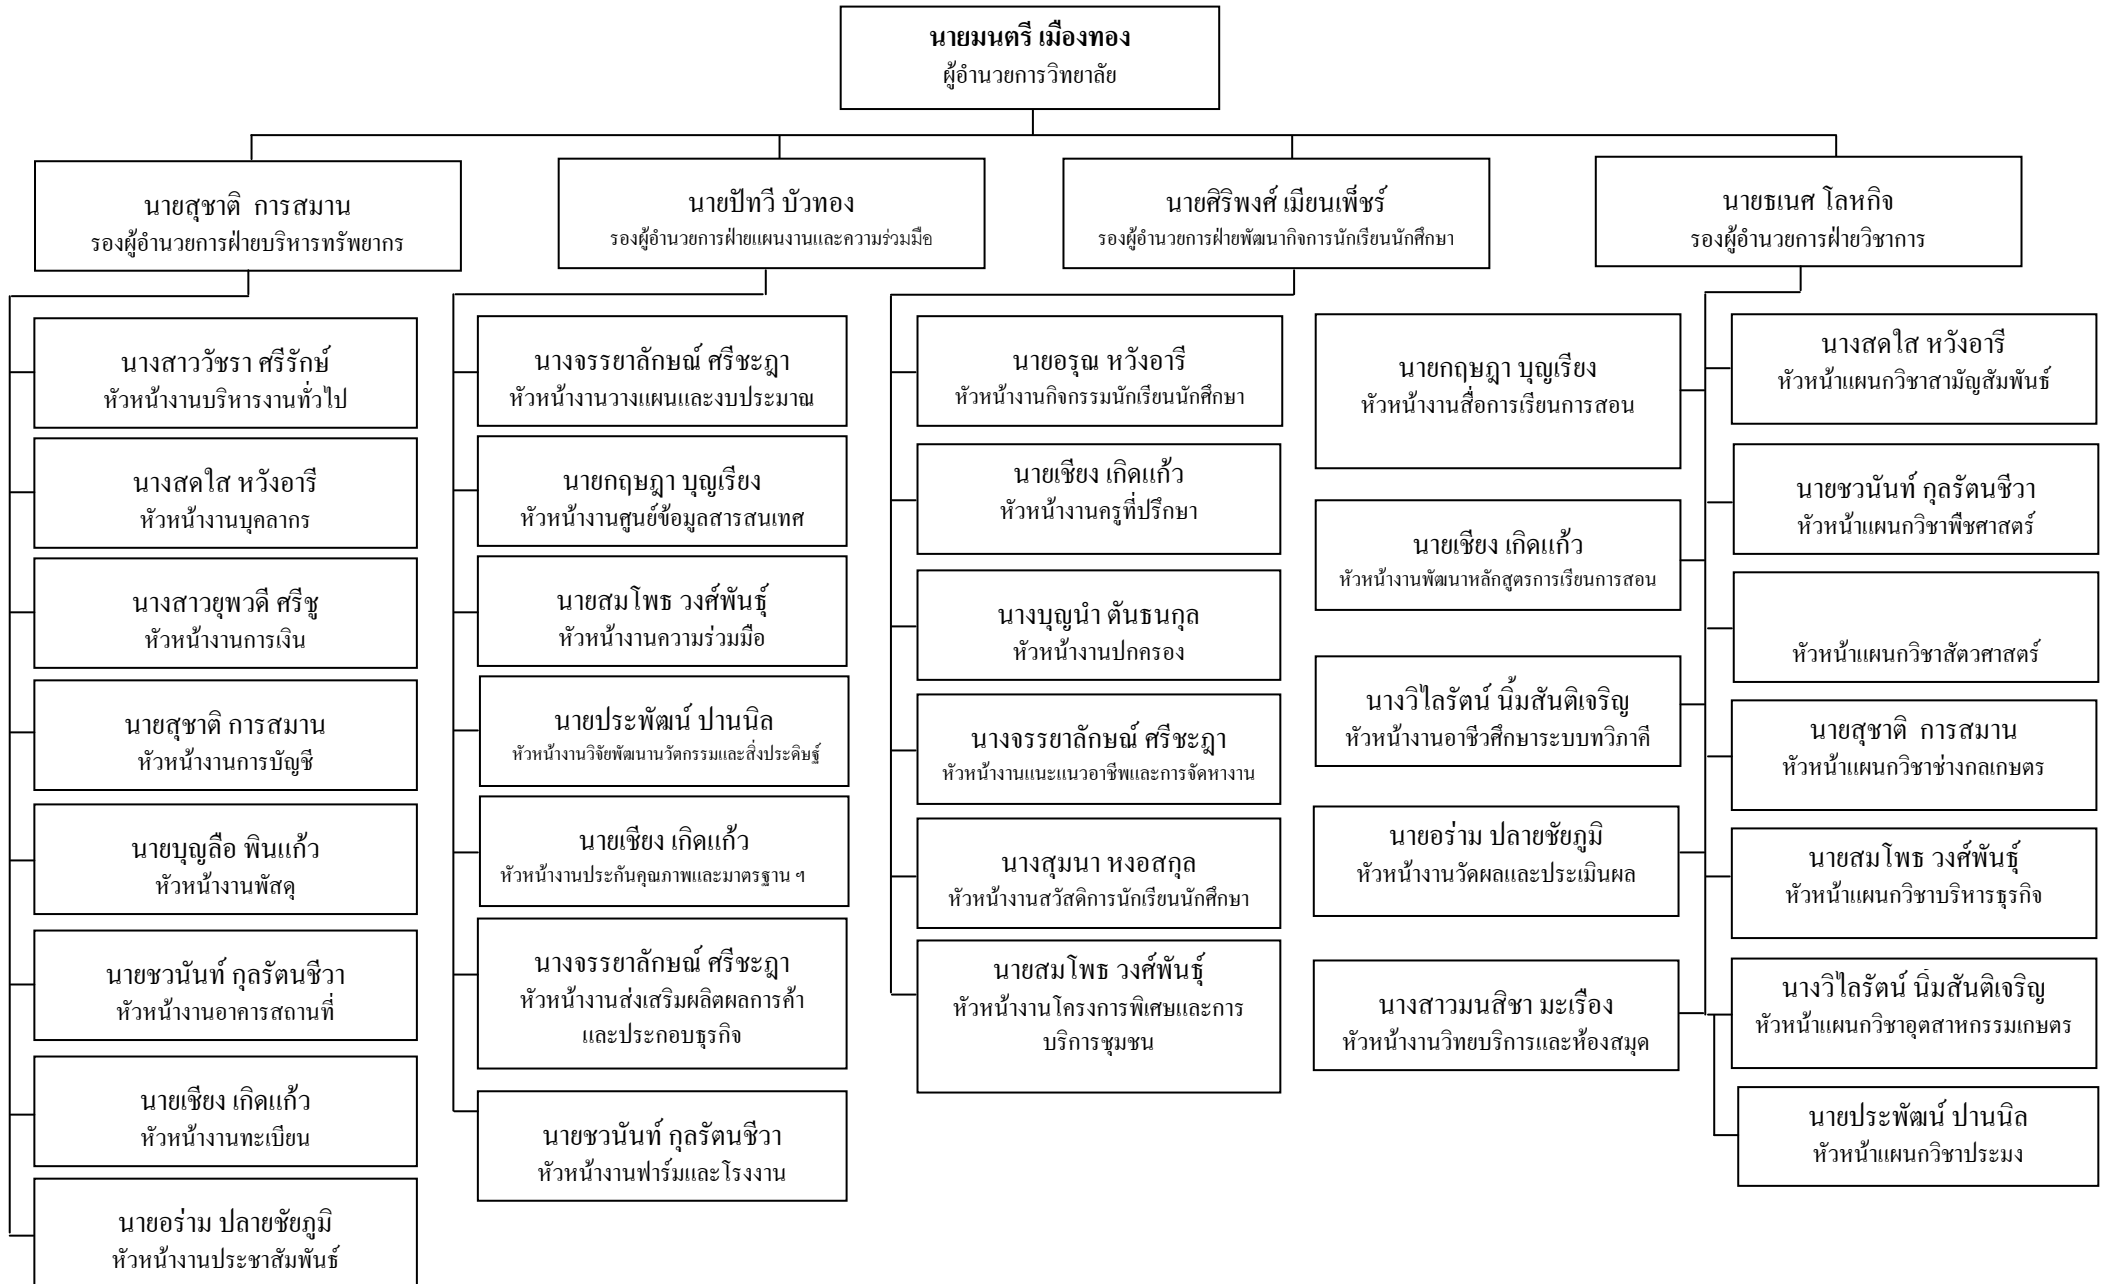 นายมนตรี เมืองทอง
ผู้อำนวยการวิทยาลัย
นายสุชาติ การสมาน
รองผู้อำนวยการฝ่ายบริหารทรัพยากร
นายปัทวี บัวทอง
รองผู้อำนวยการฝ่ายแผนงานและความร่วมมือ
นายศิริพงศ์ เมียนเพ็ชร์
รองผู้อำนวยการฝ่ายพัฒนากิจการนักเรียนนักศึกษา
นายธเนศ โลหกิจ
รองผู้อำนวยการฝ่ายวิชาการ
นางสาววัชรา ศรีรักษ์
หัวหน้างานบริหารงานทั่วไป
นางสดใส หวังอารี
หัวหน้างานบุคลากร
นางสาวยุพวดี ศรีชู
หัวหน้างานการเงิน
นายสุชาติ การสมาน
หัวหน้างานการบัญชี
นายบุญลือ พินแก้ว
หัวหน้างานพัสดุ
นายชวนันท์ กุลรัตนชีวา
หัวหน้างานอาคารสถานที่
นายเชียง เกิดแก้ว
หัวหน้างานทะเบียน
นายอร่าม ปลายชัยภูมิ
หัวหน้างานประชาสัมพันธ์
นางจรรยาลักษณ์ ศรีชะฎา
หัวหน้างานวางแผนและงบประมาณ
นายกฤษฎา บุญเรียง
หัวหน้างานศูนย์ข้อมูลสารสนเทศ
นายสมโพธ วงศ์พันธุ์
หัวหน้างานความร่วมมือ
นายประพัฒน์ ปานนิล
หัวหน้างานวิจัยพัฒนานวัตกรรมและสิ่งประดิษฐ์
นายเชียง เกิดแก้ว
หัวหน้างานประกันคุณภาพและมาตรฐาน ฯ
นางจรรยาลักษณ์ ศรีชะฎา
หัวหน้างานส่งเสริมผลิตผลการค้า
และประกอบธุรกิจ
นายชวนันท์ กุลรัตนชีวา
หัวหน้างานฟาร์มและโรงงาน
นายอรุณ หวังอารี
หัวหน้างานกิจกรรมนักเรียนนักศึกษา
นายเชียง เกิดแก้ว
หัวหน้างานครูที่ปรึกษา
นางบุญนำ ตันธนกุล
หัวหน้างานปกครอง
นางจรรยาลักษณ์ ศรีชะฎา
หัวหน้างานแนะแนวอาชีพและการจัดหางาน
นางสุมนา หงอสกุล
หัวหน้างานสวัสดิการนักเรียนนักศึกษา
นายสมโพธ วงศ์พันธุ์
หัวหน้างานโครงการพิเศษและการ
บริการชุมชน
นายกฤษฎา บุญเรียง
หัวหน้างานสื่อการเรียนการสอน
นายเชียง เกิดแก้ว
หัวหน้างานพัฒนาหลักสูตรการเรียนการสอน
นางวิไลรัตน์ นิ้มสันติเจริญ
หัวหน้างานอาชีวศึกษาระบบทวิภาคี
นายอร่าม ปลายชัยภูมิ
หัวหน้างานวัดผลและประเมินผล
นางสาวมนสิชา มะเรือง
หัวหน้างานวิทยบริการและห้องสมุด
นางสดใส หวังอารี
หัวหน้าแผนกวิชาสามัญสัมพันธ์
นายชวนันท์ กุลรัตนชีวา
หัวหน้าแผนกวิชาพืชศาสตร์
หัวหน้าแผนกวิชาสัตวศาสตร์
นายสุชาติ การสมาน
หัวหน้าแผนกวิชาช่างกลเกษตร
นายสมโพธ วงศ์พันธุ์
หัวหน้าแผนกวิชาบริหารธุรกิจ
นางวิไลรัตน์ นิ่มสันติเจริญ
หัวหน้าแผนกวิชาอุตสาหกรรมเกษตร
นายประพัฒน์ ปานนิล
หัวหน้าแผนกวิชาประมง